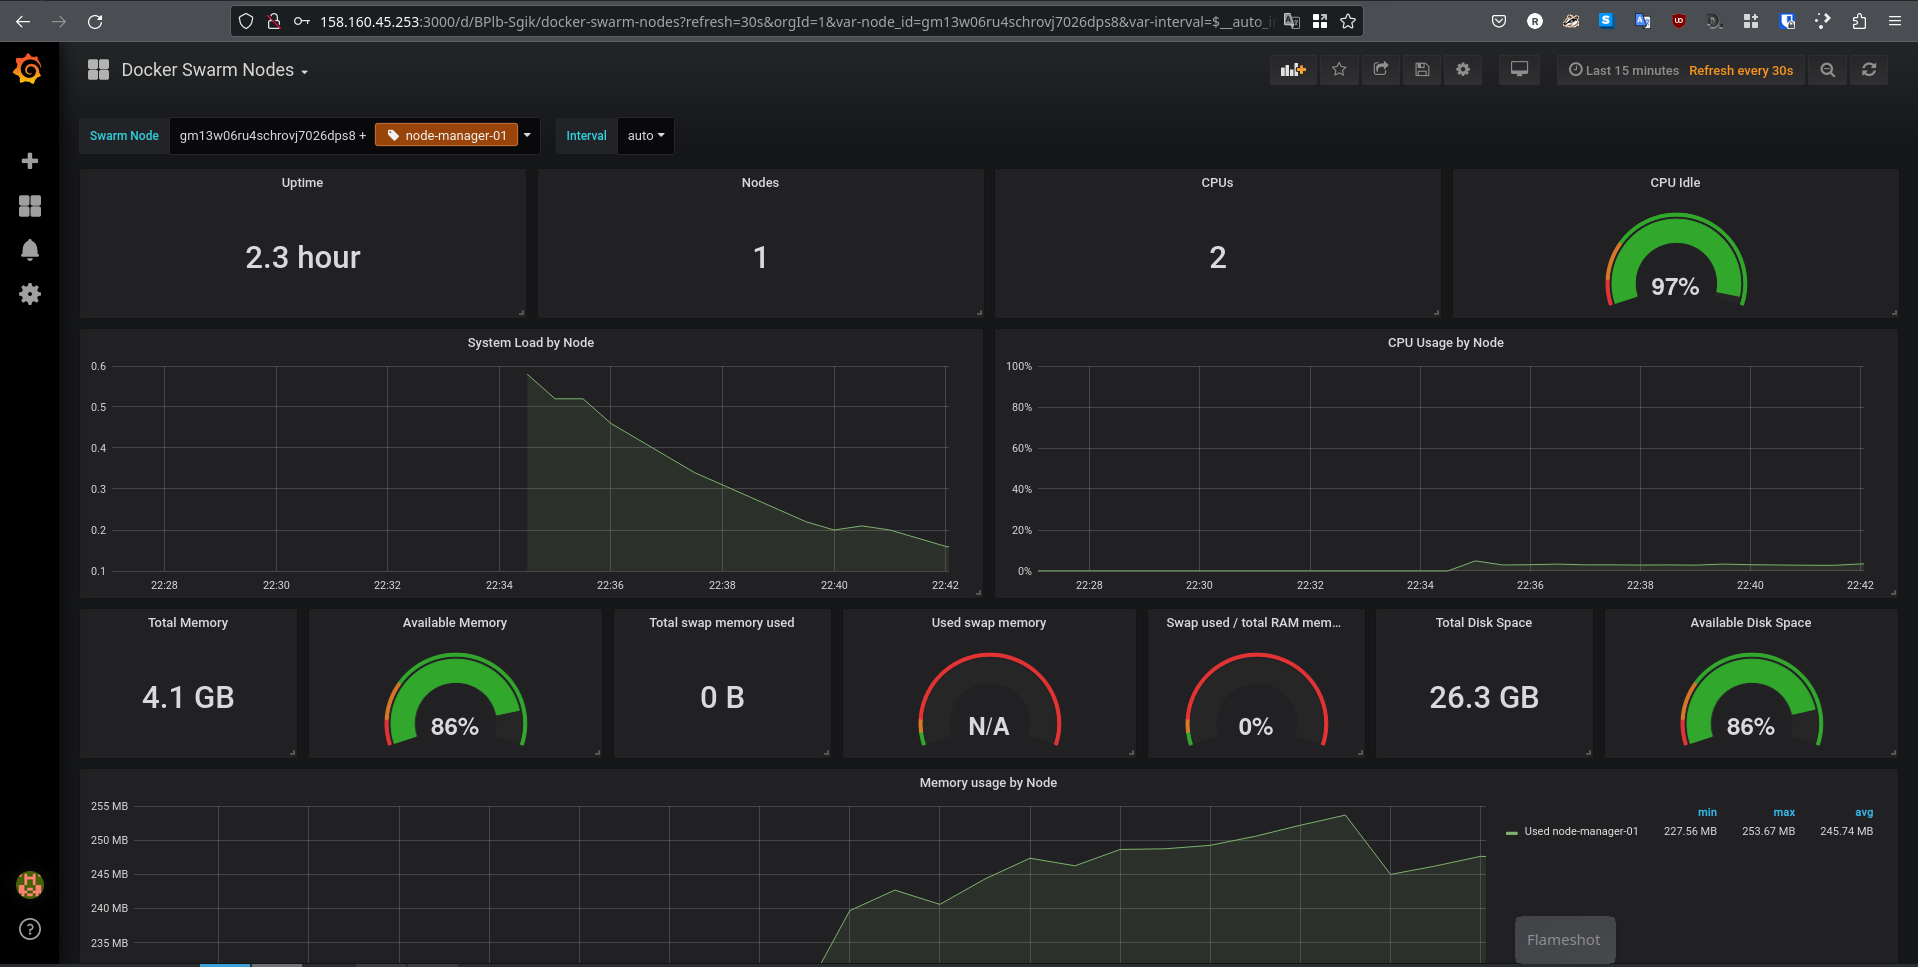 158.160.45.253:3000/d/BPlb-Sgik/docker-swarm-nodes?refresh=30s&orgId=1&var-node_id=gm13w06ru4schrovj7026dps8&var-interval=$__auto_i
Docker Swarm Nodes
Last 15 minutes Refresh every 30s
Swarm Node gm13w06ru4schrovj7026dps8 + node-manager-01 Interval auto
Uptime
2.3 hour
Nodes
1
CPUs
2
CPU Idle
97%
System Load by Node
0.6
0.5
0.4
0.3
0.2
0.1
22:28 22:30 22:32 22:34 22:36 22:38 22:40 22:42
CPU Usage by Node
100%
80%
60%
40%
20%
0%
22:28 22:30 22:32 22:34 22:36 22:38 22:40 22:42
Total Memory
4.1 GB
Available Memory
86%
Total swap memory used
0 B
Used swap memory
N/A
Swap used / total RAM mem...
0%
Total Disk Space
26.3 GB
Available Disk Space
86%
Memory usage by Node
255 MB
250 MB
245 MB
240 MB
235 MB
min max avg
Used node-manager-01 227.56 MB 253.67 MB 245.74 MB
Flameshot